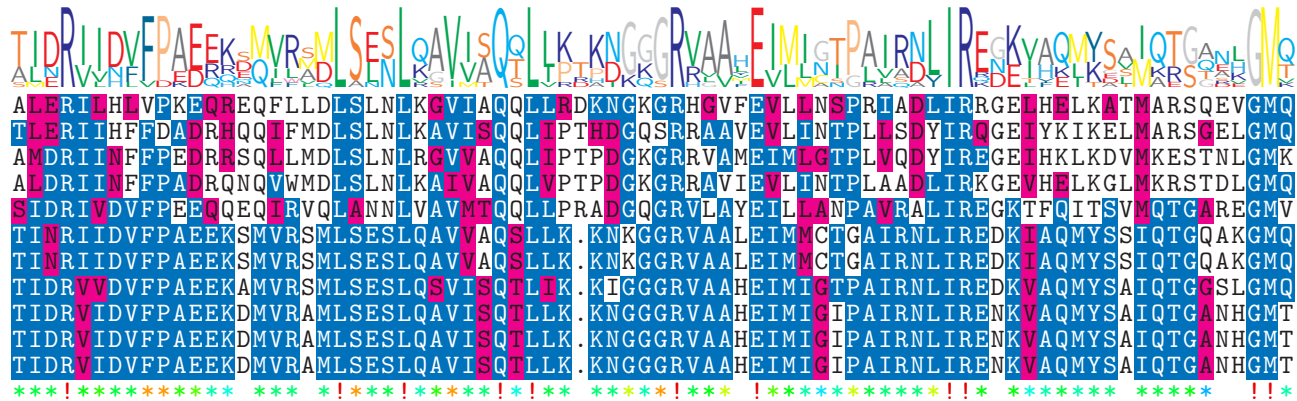 ALERILHLVPKEQREQFLLDLSLNLKGVIAQQLLRDKNGKGRHGVFEVLLNSPRIADLIRRGELHELKATMARSQEVGMQ
TLERIIHFFDADRHQQIFMDLSLNLKAVISQQLIPTHDGQSRRAAVEVLINTPLLSDYIRQGEIYKIKELMARSGELGMQ
AMDRIINFFPEDRRSQLLMDLSLNLRGVVAQQLIPTPDGKGRRVAMEIMLGTPLVQDYIREGEIHKLKDVMKESTNLGMK
ALDRIINFFPADRQNQVWMDLSLNLKAIVAQQLVPTPDGKGRRAVIEVLINTPLAADLIRKGEVHELKGLMKRSTDLGMQ
SIDRIVDVFPEEQQEQIRVQLANNLVAVMTQQLLPRADGQGRVLAYEILLANPAVRALIREGKTFQITSVMQTGAREGMV
TINRIIDVFPAEEKSMVRSMLSESLQAVVAQSLLK.KNKGGRVAALEIMMCTGAIRNLIREDKIAQMYSSIQTGQAKGMQ
TINRIIDVFPAEEKSMVRSMLSESLQAVVAQSLLK.KNKGGRVAALEIMMCTGAIRNLIREDKIAQMYSSIQTGQAKGMQ
TIDRVVDVFPAEEKAMVRSMLSESLQSVISQTLIK.KIGGGRVAAHEIMIGTPAIRNLIREDKVAQMYSAIQTGGSLGMQ
TIDRVIDVFPAEEKDMVRAMLSESLQAVISQTLLK.KNGGGRVAAHEIMIGIPAIRNLIRENKVAQMYSAIQTGANHGMT
TIDRVIDVFPAEEKDMVRAMLSESLQAVISQTLLK.KNGGGRVAAHEIMIGIPAIRNLIRENKVAQMYSAIQTGANHGMT
TIDRVIDVFPAEEKDMVRAMLSESLQAVISQTLLK.KNGGGRVAAHEIMIGIPAIRNLIRENKVAQMYSAIQTGANHGMT
***!********** *** *!***!*****!*!** *****!*** !***********!!* ****** *****  !!*